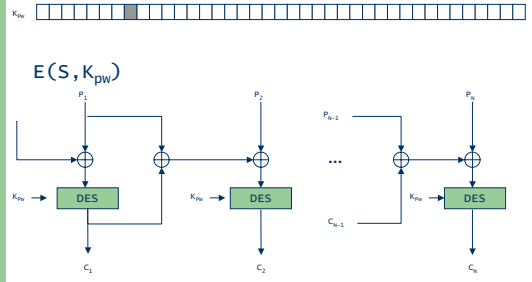 K_PW
E(S,K_pw)
P_1 P_2 P_N
P_N-1
...
K_PW DES K_PW DES K_PW DES
C_N-1
C_1 C_2 C_N